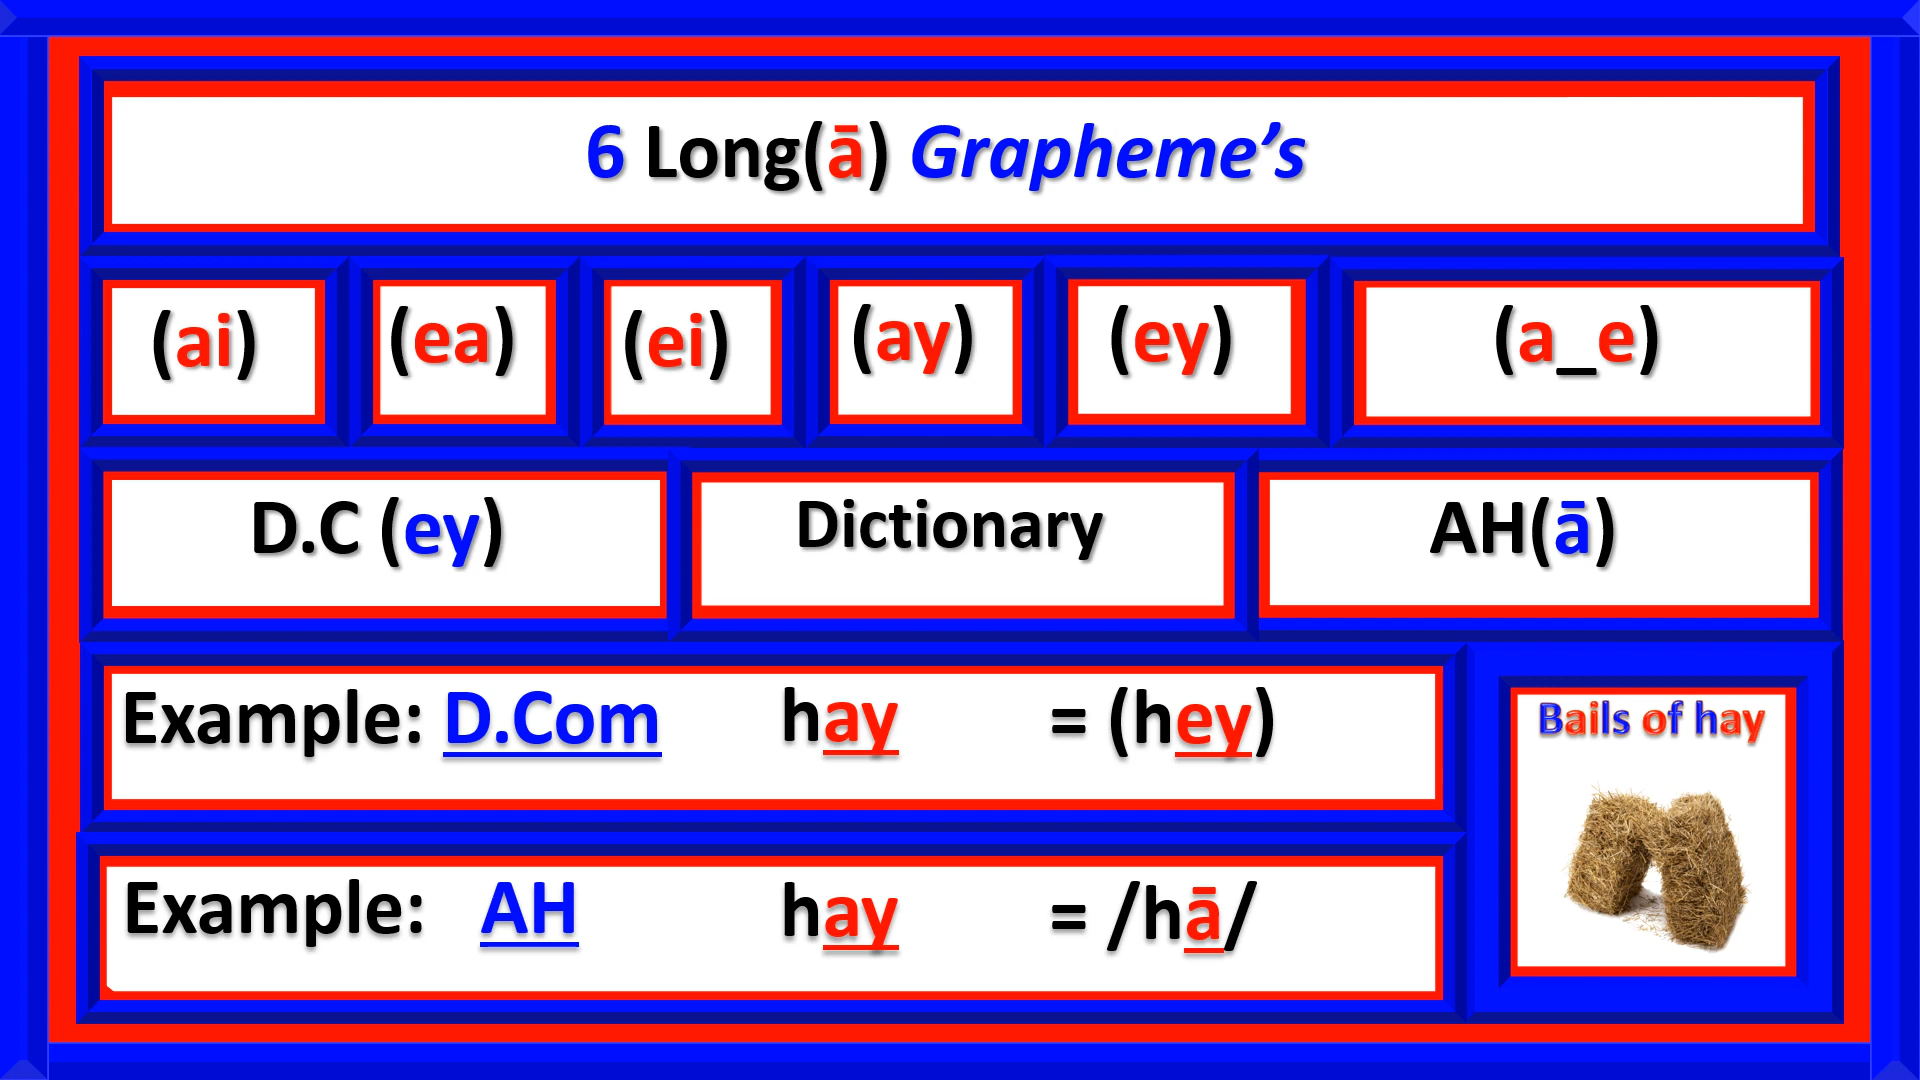 6 Long(ā) Grapheme’s
(ai) (ea) (ei) (ay) (ey) (a_e)
D.C (ey) Dictionary AH(ā)
Example: D.Com hay = (hey)
Bails of hay
Example: AH hay = /hā/